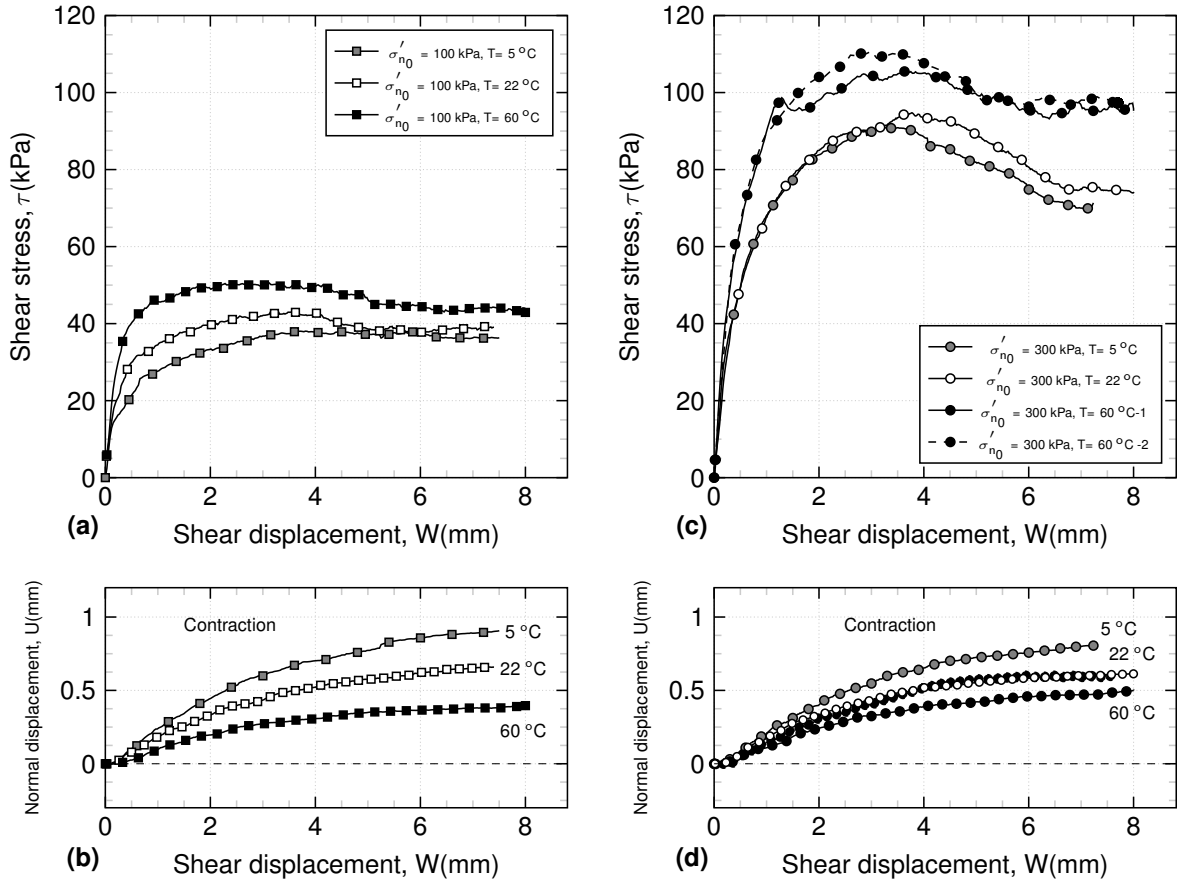 120
100
80
60
40
20
0
Shear stress, τ(kPa)
σ′n0 = 100 kPa, T= 5 °C
σ′n0 = 100 kPa, T= 22 °C
σ′n0 = 100 kPa, T= 60 °C
0 2 4 6 8
(a)
Shear displacement, W(mm)
120
100
80
60
40
20
0
Shear stress, τ(kPa)
σ′n0 = 300 kPa, T= 5 °C
σ′n0 = 300 kPa, T= 22 °C
σ′n0 = 300 kPa, T= 60 °C-1
σ′n0 = 300 kPa, T= 60 °C -2
0 2 4 6 8
(c)
Shear displacement, W(mm)
Normal displacement, U(mm)
1
0.5
0
Contraction
5 °C
22 °C
60 °C
0 2 4 6 8
(b)
Shear displacement, W(mm)
Normal displacement, U(mm)
1
0.5
0
Contraction
5 °C
22 °C
60 °C
0 2 4 6 8
(d)
Shear displacement, W(mm)